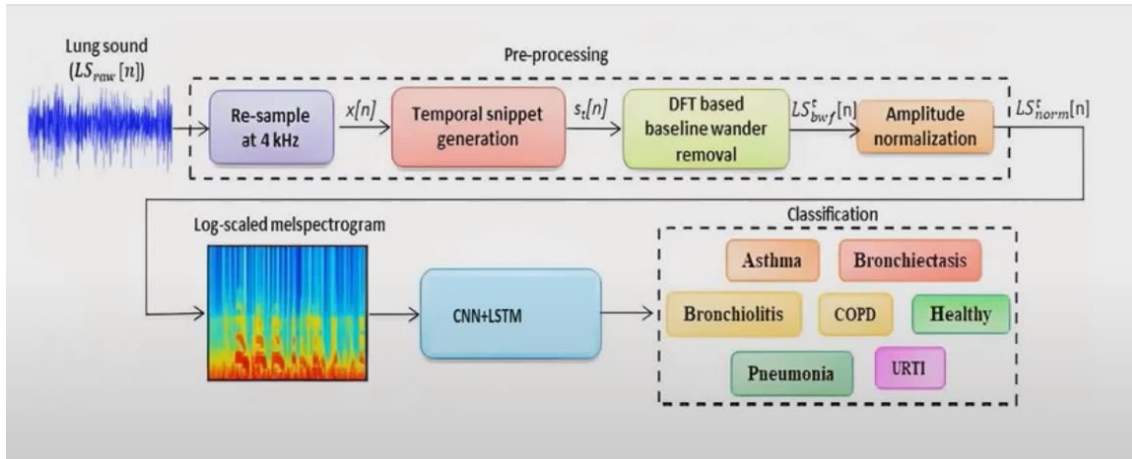 Lung sound
(LS_raw [n])
Pre-processing
Re-sample
at 4 kHz
x[n]
Temporal snippet
generation
s_t[n]
DFT based
baseline wander
removal
LS^t_bwf[n]
Amplitude
normalization
LS^t_norm[n]
Log-scaled melspectrogram
CNN+LSTM
Classification
Asthma
Bronchiectasis
Bronchiolitis
COPD
Healthy
Pneumonia
URTI